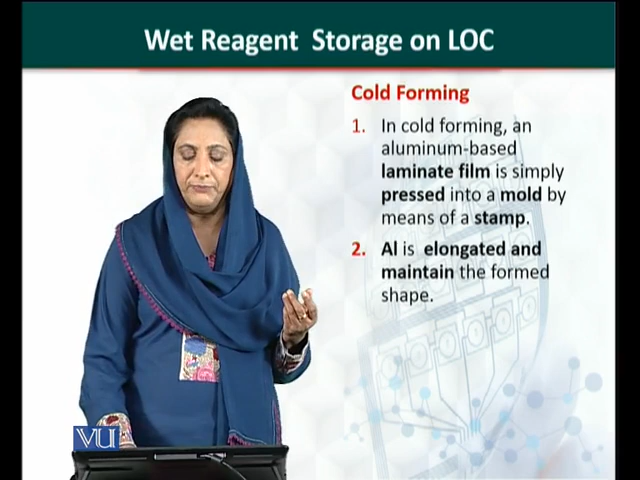 Wet Reagent Storage on LOC
Cold Forming
1. In cold forming, an
aluminum-based
laminate film is simply
pressed into a mold by
means of a stamp.
2. Al is elongated and
maintain the formed
shape.
VU